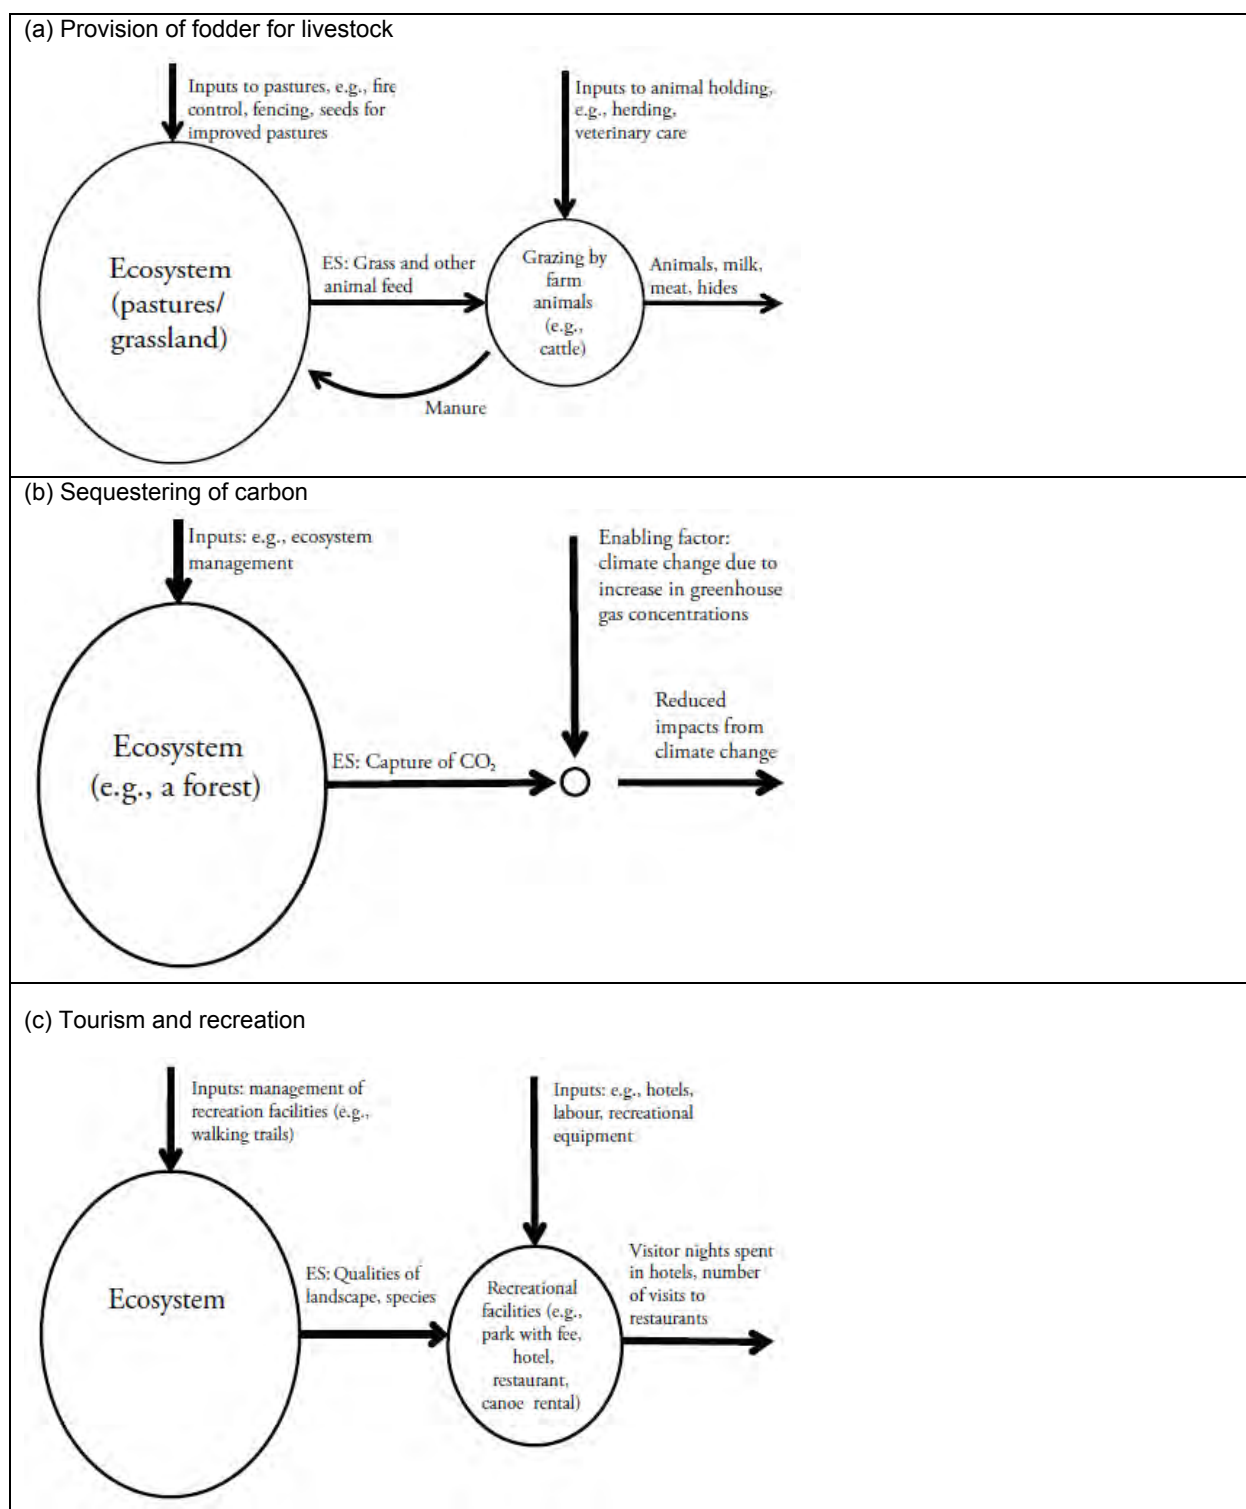 (a) Provision of fodder for livestock
Inputs to pastures, e.g., fire
control, fencing, seeds for
improved pastures
Inputs to animal holding,
e.g., herding,
veterinary care
Ecosystem
(pastures/
grassland)
ES: Grass and other
animal feed
Grazing by
farm
animals
(e.g.,
cattle)
Animals, milk,
meat, hides
Manure
(b) Sequestering of carbon
Inputs: e.g., ecosystem
management
Enabling factor:
climate change due to
increase in greenhouse
gas concentrations
Ecosystem
(e.g., a forest)
ES: Capture of CO₂
Reduced
impacts from
climate change
(c) Tourism and recreation
Inputs: management of
recreation facilities (e.g.,
walking trails)
Inputs: e.g., hotels,
labour, recreational
equipment
Ecosystem
ES: Qualities of
landscape, species
Recreational
facilities (e.g.,
park with fee,
hotel,
restaurant,
canoe rental)
Visitor nights spent
in hotels, number
of visits to
restaurants